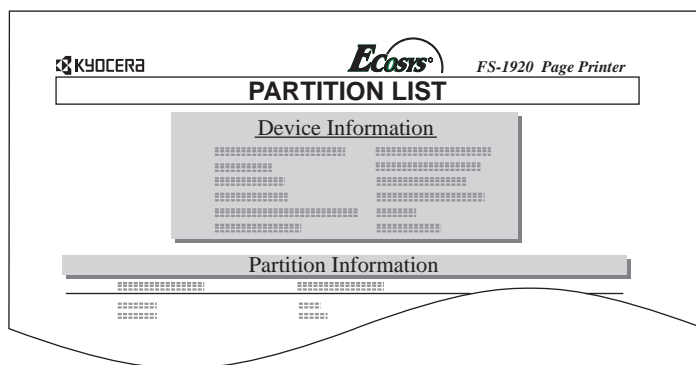 KYOCERA ECOSYS FS-1920 Page Printer
PARTITION LIST
Device Information
Partition Information